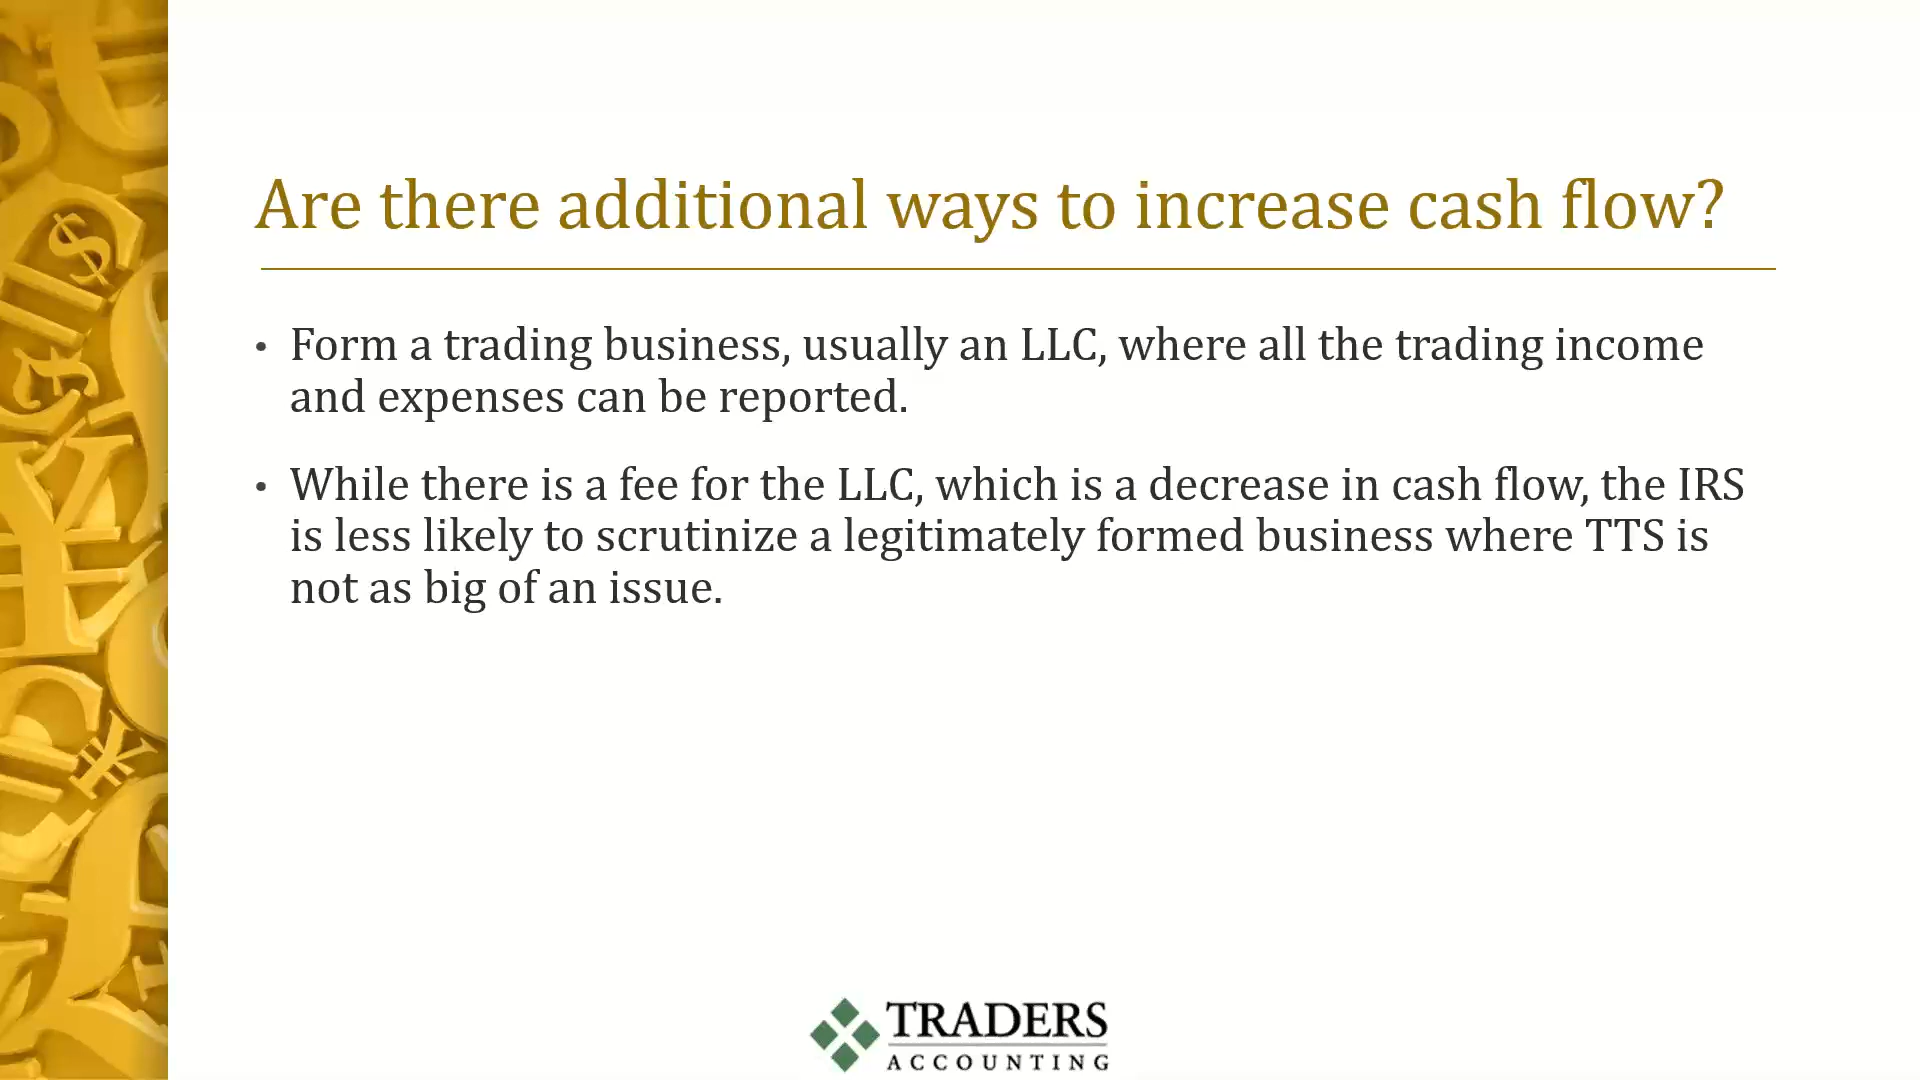 Are there additional ways to increase cash flow?
• Form a trading business, usually an LLC, where all the trading income
and expenses can be reported.
• While there is a fee for the LLC, which is a decrease in cash flow, the IRS
is less likely to scrutinize a legitimately formed business where TTS is
not as big of an issue.
TRADERS
ACCOUNTING